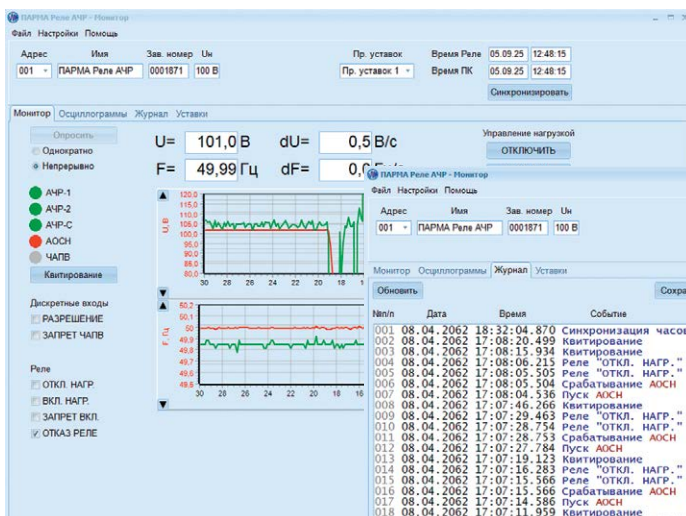 ПАРМА Реле АЧР - Монитор
Файл Настройки Помощь
Адрес Имя Зав. номер Uн Пр. уставок Время Реле 05.09.25 12:48:15
001 ПАРМА Реле АЧР 0001871 100 В Пр. уставок 1 Время ПК 05.09.25 12:48:15
Синхронизировать
Монитор Осциллограммы Журнал Уставки
Опросить
Однократно
Непрерывно
U= 101,0 В dU= 0,5 В/с
F= 49,99 Гц dF=
Управление нагрузкой
ОТКЛЮЧИТЬ
АЧР-1
АЧР-2
АЧР-С
АОСН
ЧАПВ
Квитирование
Дискретные входы
РАЗРЕШЕНИЕ
ЗАПРЕТ ЧАПВ
Реле
ОТКЛ. НАГР.
ВКЛ. НАГР.
ЗАПРЕТ ВКЛ.
ОТКАЗ РЕЛЕ
U, В
120,0
115,0
110,0
105,0
100,0
95,0
90,0
85,0
80,0
30 28 26 24 22 20 18
F, Гц
50,2
50,1
50
49,9
49,8
49,7
49,6
49,5
30 28 26 24 22 20 18 16
ПАРМА Реле АЧР - Монитор
Файл Настройки Помощь
Адрес Имя Зав. номер Uн
001 ПАРМА Реле АЧР 0001871 100 В
Монитор Осциллограммы Журнал Уставки
Обновить Сохра
№п/п Дата Время Событие
001 08.04.2062 18:32:04.870 Синхронизация часов
002 08.04.2062 17:08:20.499 Квитирование
003 08.04.2062 17:08:15.934 Квитирование
004 08.04.2062 17:08:06.215 Реле "ОТКЛ. НАГР."
005 08.04.2062 17:08:05.505 Реле "ОТКЛ. НАГР."
006 08.04.2062 17:08:05.504 Срабатывание АОСН
007 08.04.2062 17:08:04.536 Пуск АОСН
008 08.04.2062 17:07:46.266 Квитирование
009 08.04.2062 17:07:29.463 Реле "ОТКЛ. НАГР."
010 08.04.2062 17:07:28.754 Реле "ОТКЛ. НАГР."
011 08.04.2062 17:07:28.753 Срабатывание АОСН
012 08.04.2062 17:07:27.784 Пуск АОСН
013 08.04.2062 17:07:19.123 Квитирование
014 08.04.2062 17:07:16.283 Реле "ОТКЛ. НАГР."
015 08.04.2062 17:07:15.566 Реле "ОТКЛ. НАГР."
016 08.04.2062 17:07:15.566 Срабатывание АОСН
017 08.04.2062 17:07:14.586 Пуск АОСН
018 08.04.2062 17:07:11.959 Квитирование